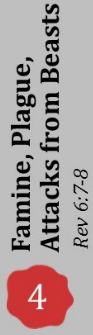 4
Famine, Plague,
Attacks from Beasts
Rev 6:7-8